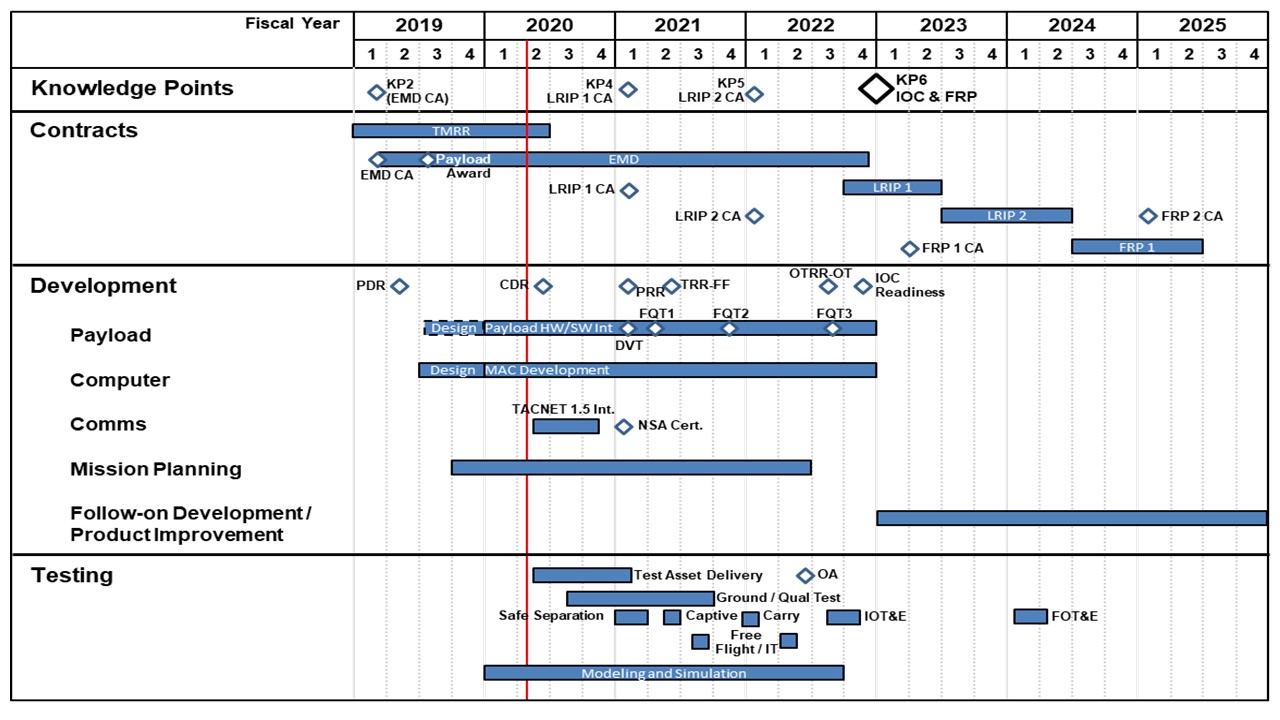 Fiscal Year 2019 2020 2021 2022 2023 2024 2025
1 2 3 4 1 2 3 4 1 2 3 4 1 2 3 4 1 2 3 4 1 2 3 4 1 2 3 4
Knowledge Points
KP2
(EMD CA)
KP4
LRIP 1 CA
KP5
LRIP 2 CA
KP6
IOC & FRP
Contracts
TMRR
Payload
Award
EMD
EMD CA
LRIP 1 CA
LRIP 1
LRIP 2 CA
LRIP 2
FRP 2 CA
FRP 1 CA
FRP 1
Development
PDR
CDR
PRR
TRR-FF
OTRR-OT
IOC
Readiness
Payload
Design
Payload HW/SW Int
FQT1
FQT2
FQT3
DVT
Computer
Design
MAC Development
Comms
TACNET 1.5 Int.
NSA Cert.
Mission Planning
Follow-on Development /
Product Improvement
Testing
Test Asset Delivery
OA
Ground / Qual Test
Safe Separation
Captive
Carry
IOT&E
FOT&E
Free
Flight / IT
Modeling and Simulation